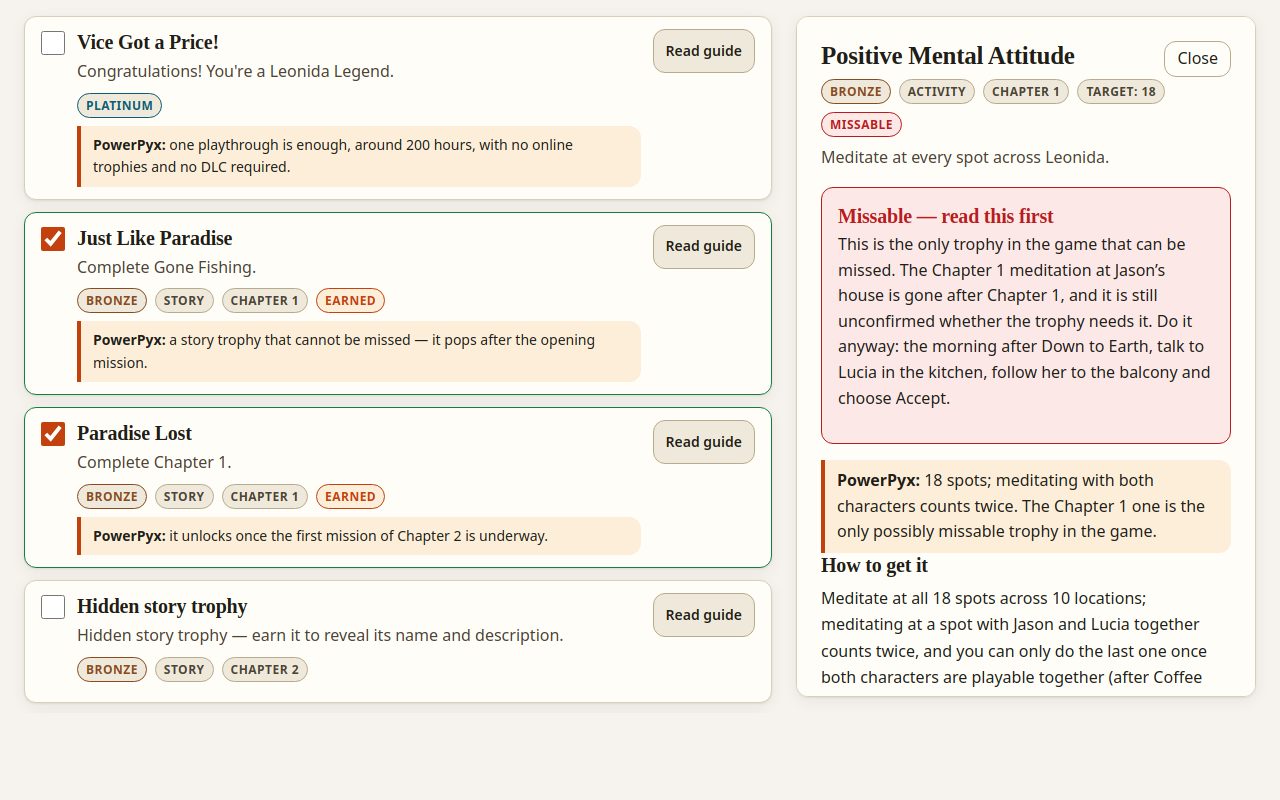 Vice Got a Price!
Read guide
Congratulations! You're a Leonida Legend.
PLATINUM
PowerPyx: one playthrough is enough, around 200 hours, with no online
trophies and no DLC required.
Just Like Paradise
Read guide
Complete Gone Fishing.
BRONZE STORY CHAPTER 1 EARNED
PowerPyx: a story trophy that cannot be missed — it pops after the opening
mission.
Paradise Lost
Read guide
Complete Chapter 1.
BRONZE STORY CHAPTER 1 EARNED
PowerPyx: it unlocks once the first mission of Chapter 2 is underway.
Hidden story trophy
Read guide
Hidden story trophy — earn it to reveal its name and description.
BRONZE STORY CHAPTER 2
Positive Mental Attitude
Close
BRONZE ACTIVITY CHAPTER 1 TARGET: 18
MISSABLE
Meditate at every spot across Leonida.
Missable — read this first
This is the only trophy in the game that can be
missed. The Chapter 1 meditation at Jason’s
house is gone after Chapter 1, and it is still
unconfirmed whether the trophy needs it. Do it
anyway: the morning after Down to Earth, talk to
Lucia in the kitchen, follow her to the balcony and
choose Accept.
PowerPyx: 18 spots; meditating with both
characters counts twice. The Chapter 1 one is the
only possibly missable trophy in the game.
How to get it
Meditate at all 18 spots across 10 locations;
meditating at a spot with Jason and Lucia together
counts twice, and you can only do the last one once
both characters are playable together (after Coffee